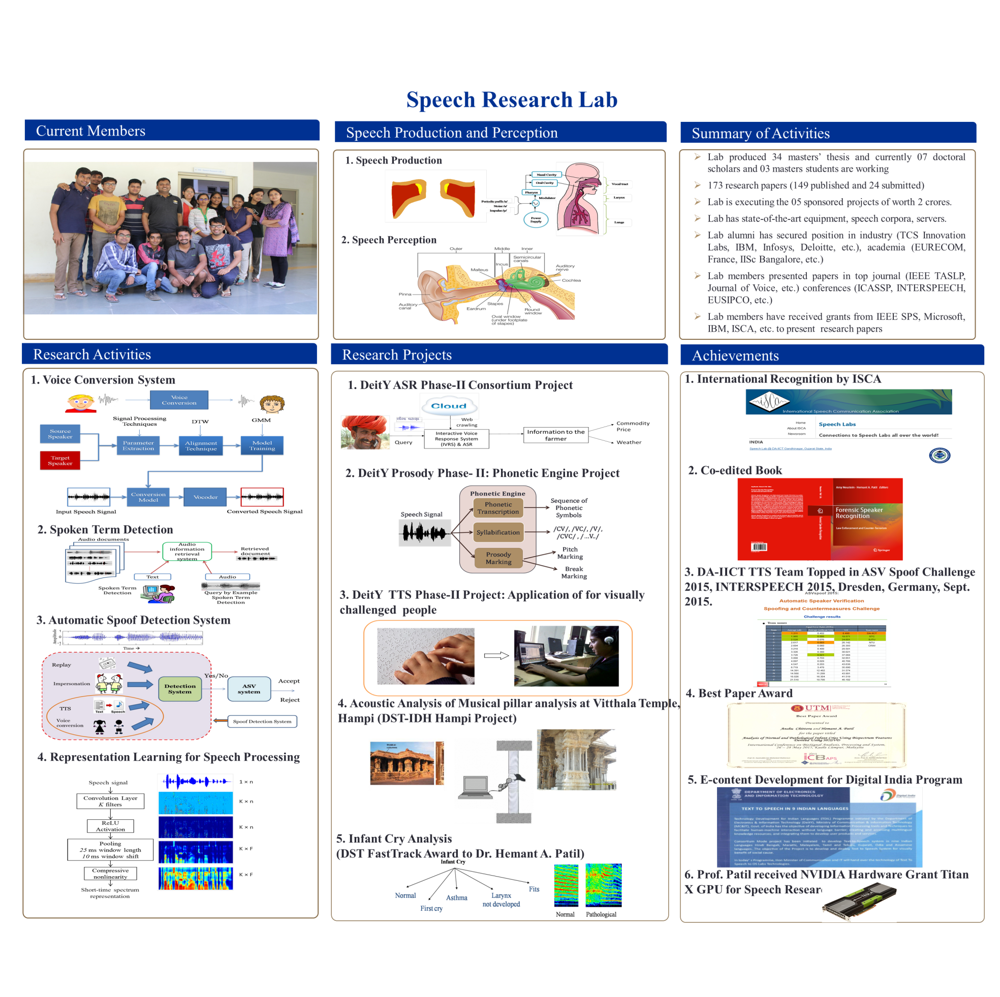 Speech Research Lab
Current Members
Speech Production and Perception
1. Speech Production
Nasal Cavity
Oral Cavity
Pharynx
Modulator
Periodic puffs /a/
Noise /s/
Impulse /p/
Power
Supply
Vocal tract
Larynx
Lungs
2. Speech Perception
Outer
Middle
Inner
Semicircular
canals
Incus
Malleus
Auditory
nerve
Cochlea
Pinna
Auditory
canal
Stapes
Eardrum
Round
window
Oval window
(under footplate
of stapes)
Summary of Activities
Lab produced 34 masters' thesis and currently 07 doctoral
scholars and 03 masters students are working
173 research papers (149 published and 24 submitted)
Lab is executing the 05 sponsored projects of worth 2 crores.
Lab has state-of-the-art equipment, speech corpora, servers.
Lab alumni has secured position in industry (TCS Innovation
Labs, IBM, Infosys, Deloitte, etc.), academia (EURECOM,
France, IISc Bangalore, etc.)
Lab members presented papers in top journal (IEEE TASLP,
Journal of Voice, etc.) conferences (ICASSP, INTERSPEECH,
EUSIPCO, etc.)
Lab members have received grants from IEEE SPS, Microsoft,
IBM, ISCA, etc. to present research papers
Research Activities
1. Voice Conversion System
Voice
Conversion
Signal Processing
Techniques
DTW
GMM
Source
Speaker
Target
Speaker
Parameter
Extraction
Alignment
Technique
Model
Training
Conversion
Model
Vocoder
Input Speech Signal
Converted Speech Signal
2. Spoken Term Detection
Audio documents
Audio
information
retrieval
system
Retrieved
document
Text
Audio
Spoken Term
Detection
Query by Example
Spoken Term
Detection
3. Automatic Spoof Detection System
Amplitude
1
0
-1
Time →
Replay
Impersonation
TTS
Text
Speech
Voice
conversion
Detection
System
Yes/No
ASV
system
Accept
Reject
Spoof Detection System
4. Representation Learning for Speech Processing
Speech signal
1 × n
Convolution Layer
K filters
K × n
ReLU
Activation
K × n
Pooling
25 ms window length
10 ms window shift
K × F
Compressive
nonlinearity
K × F
Short-time spectrum
representation
Research Projects
1. DeitY ASR Phase-II Consortium Project
Cloud
Web
crawling
Query
Interactive Voice
Response System
(IVRS) & ASR
Information to the
farmer
Commodity
Price
Weather
2. DeitY Prosody Phase- II: Phonetic Engine Project
Phonetic Engine
Speech Signal
Phonetic
Transcription
Syllabification
Prosody
Marking
Sequence of
Phonetic
Symbols
/CV/, /VC/, /V/,
/CVC/ , /...V../
Pitch
Marking
Break
Marking
3. DeitY TTS Phase-II Project: Application of for visually
challenged people
4. Acoustic Analysis of Musical pillar analysis at Vitthala Temple,
Hampi (DST-IDH Hampi Project)
Musical
columns
5. Infant Cry Analysis
(DST FastTrack Award to Dr. Hemant A. Patil)
Infant Cry
Normal
First cry
Asthma
Larynx
not developed
Fits
Normal
Pathological
Achievements
1. International Recognition by ISCA
isca
International Speech Communication Association
Home
About ISCA
Newsroom
Speech Labs
Connections to Speech Labs all over the world!
INDIA
Speech Lab @ DA-IICT Gandhinagar, Gujarat State, India
2. Co-edited Book
Amy Neustein · Hemant A. Patil Editors
Forensic Speaker
Recognition
Law Enforcement and Counter-Terrorism
Springer
3. DA-IICT TTS Team Topped in ASV Spoof Challenge
2015, INTERSPEECH 2015, Dresden, Germany, Sept.
2015.
ASVspoof 2015:
Automatic Speaker Verification
Spoofing and Countermeasures Challenge
Challenge results
Team names
4. Best Paper Award
UTM
Best Paper Award
Presented to
Anshu Chittora and Hemant A. Patil
for the paper titled
Analysis of Normal and Pathological Infant Cries Using Bispectrum Features
Derived Using HOSVD
International Conference on BioSignal Analysis, Processing and System,
26 – 28 May 2015, Kuala Lumpur, Malaysia
2015
ICBAPS
5. E-content Development for Digital India Program
DEPARTMENT OF ELECTRONICS
AND INFORMATION TECHNOLOLGY
Digital India
TEXT TO SPEECH IN 9 INDIAN LANGUAGES
6. Prof. Patil received NVIDIA Hardware Grant Titan
X GPU for Speech Resear
TESLA